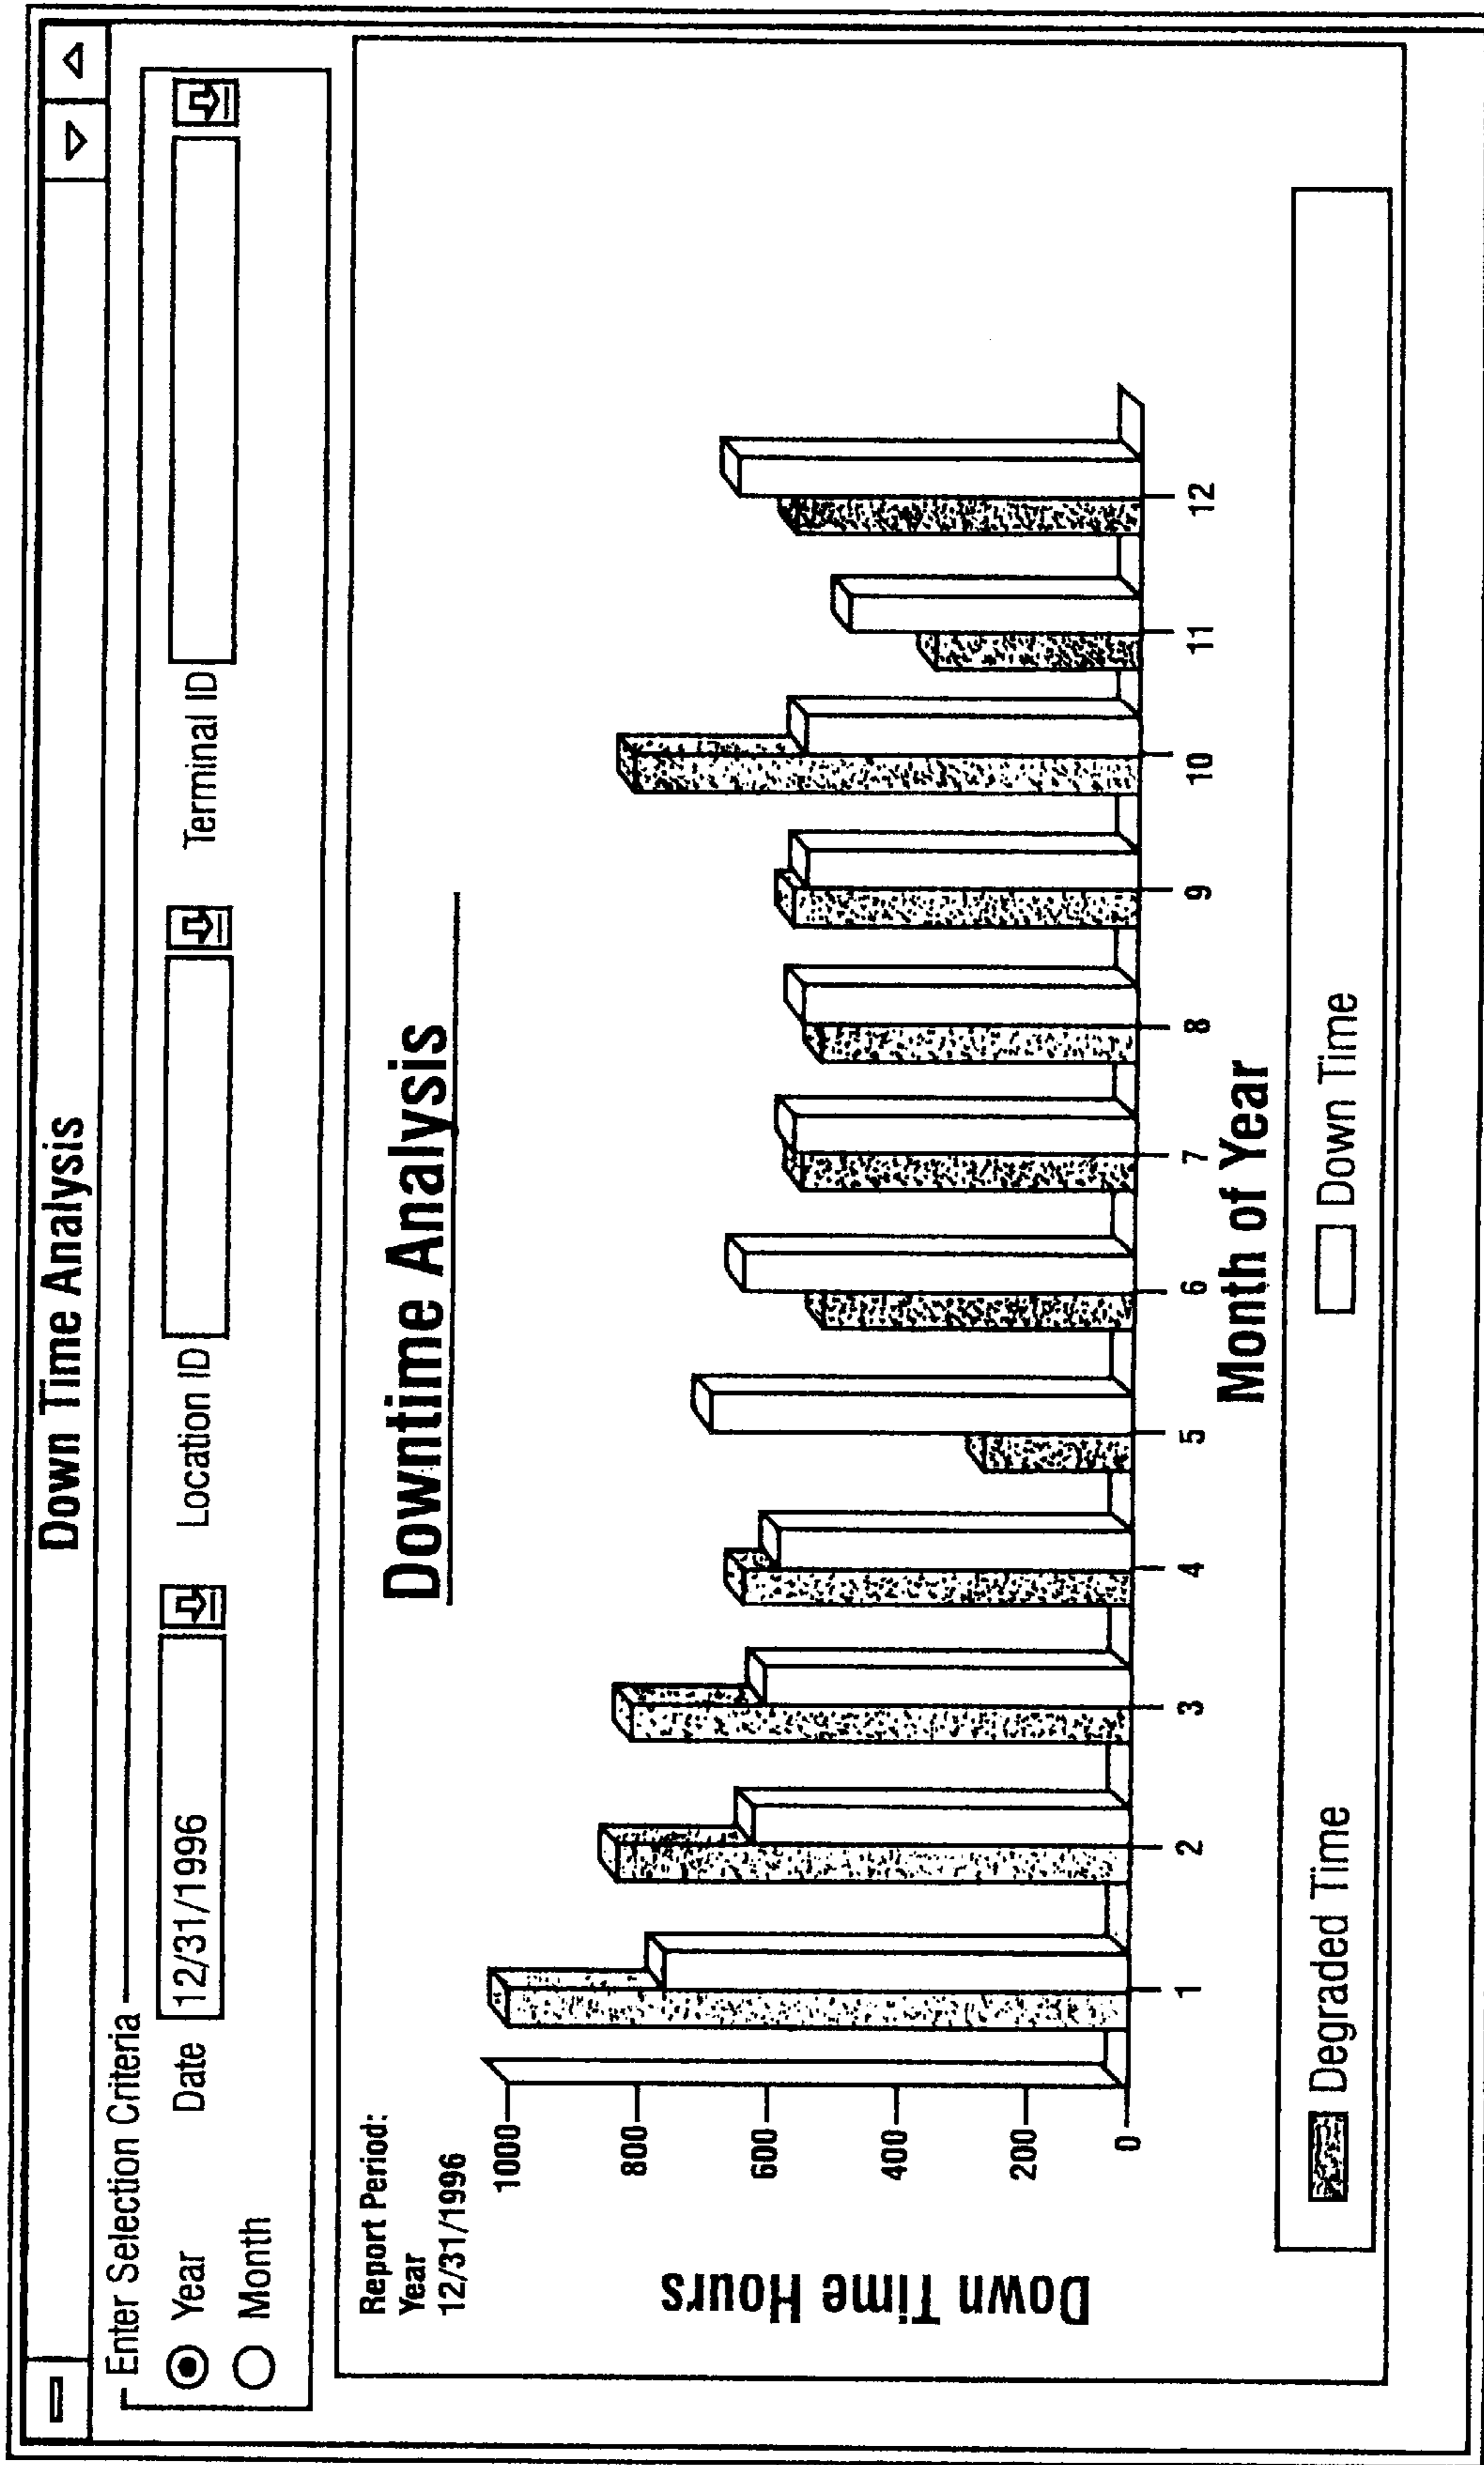 Down Time Analysis
Enter Selection Criteria
Year
Date
12/31/1996
Location ID
Terminal ID
Month
Report Period:
Year
12/31/1996
Downtime Analysis
Down Time Hours
1000
800
600
400
200
0
1 2 3 4 5 6 7 8 9 10 11 12
Month of Year
Degraded Time
Down Time